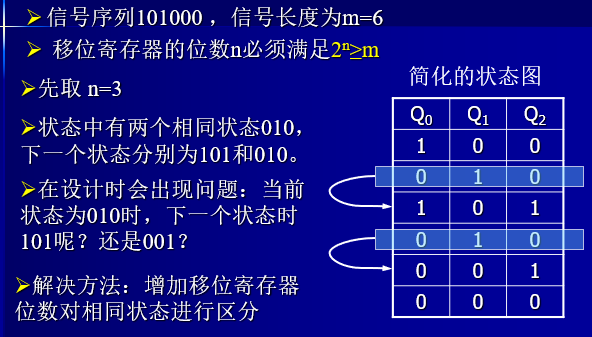 ➢信号序列101000 ，信号长度为m=6
➢ 移位寄存器的位数n必须满足2ⁿ≥m
➢先取 n=3
➢状态中有两个相同状态010，
下一个状态分别为101和010。
➢在设计时会出现问题：当前
状态为010时，下一个状态时
101呢？还是001？
➢解决方法：增加移位寄存器
位数对相同状态进行区分
简化的状态图
Q₀ Q₁ Q₂
1 0 0
0 1 0
1 0 1
0 1 0
0 0 1
0 0 0